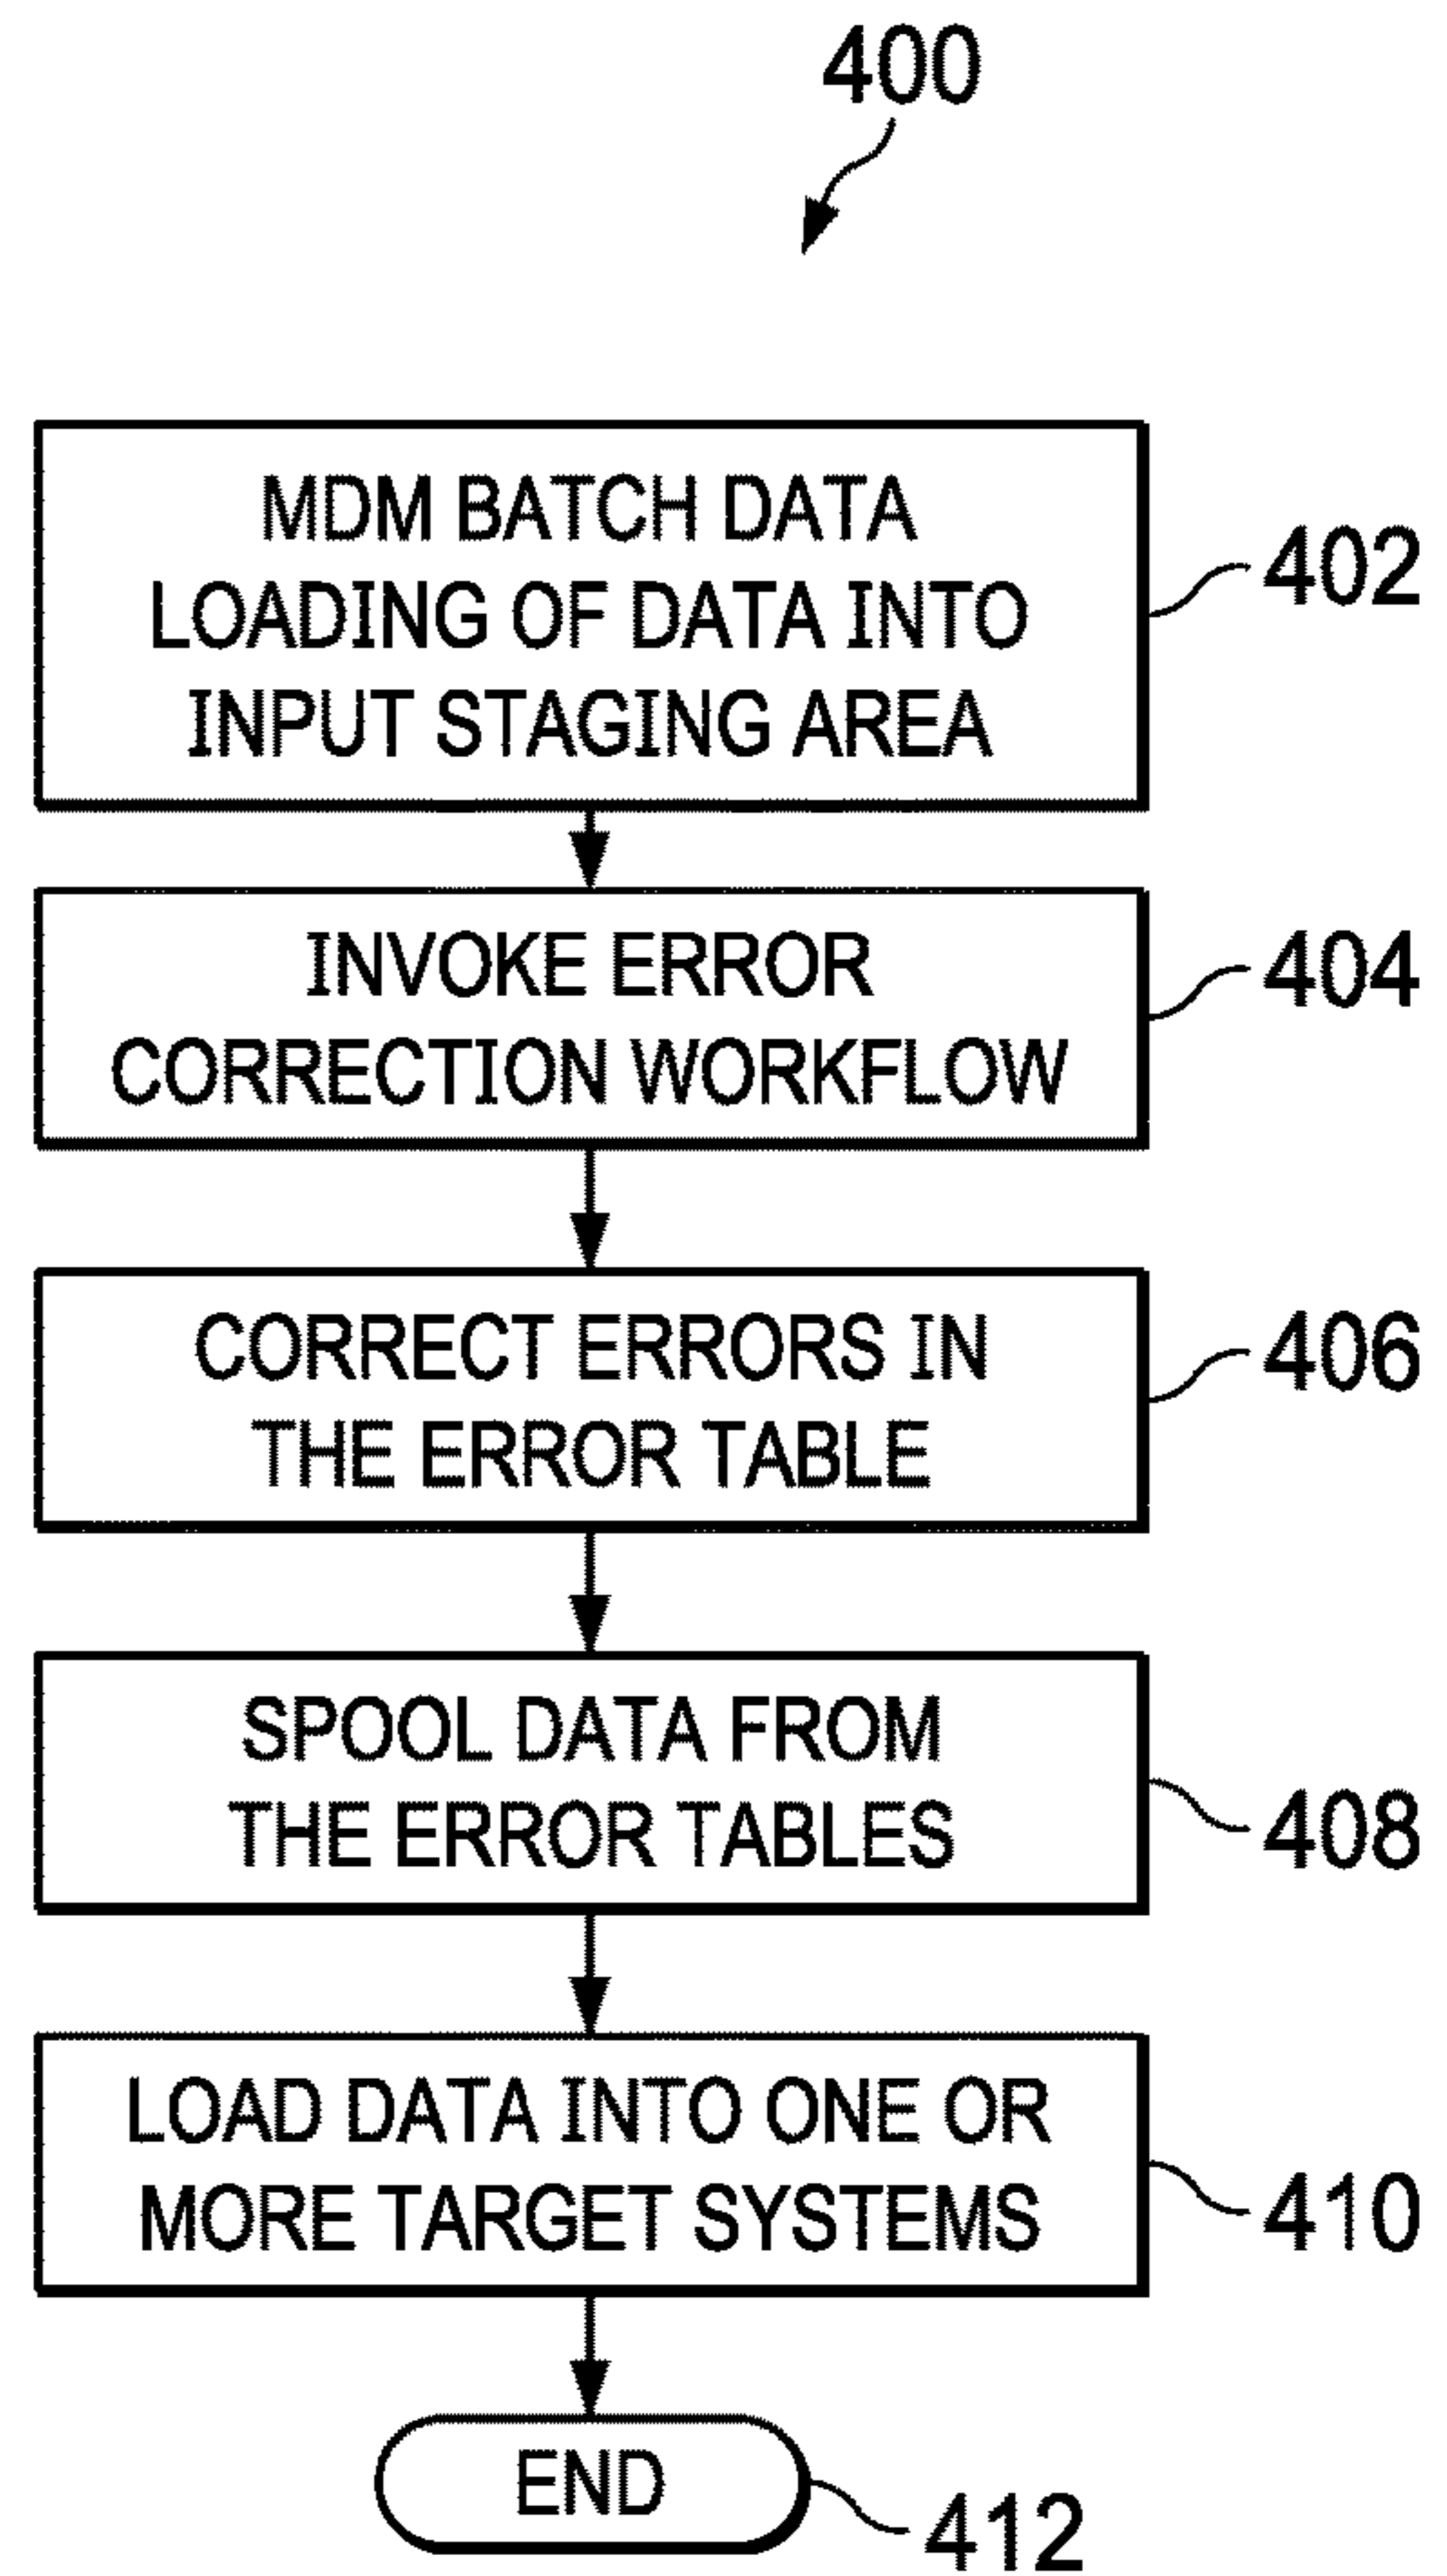 400
MDM BATCH DATA
LOADING OF DATA INTO
INPUT STAGING AREA
402
INVOKE ERROR
CORRECTION WORKFLOW
404
CORRECT ERRORS IN
THE ERROR TABLE
406
SPOOL DATA FROM
THE ERROR TABLES
408
LOAD DATA INTO ONE OR
MORE TARGET SYSTEMS
410
END
412